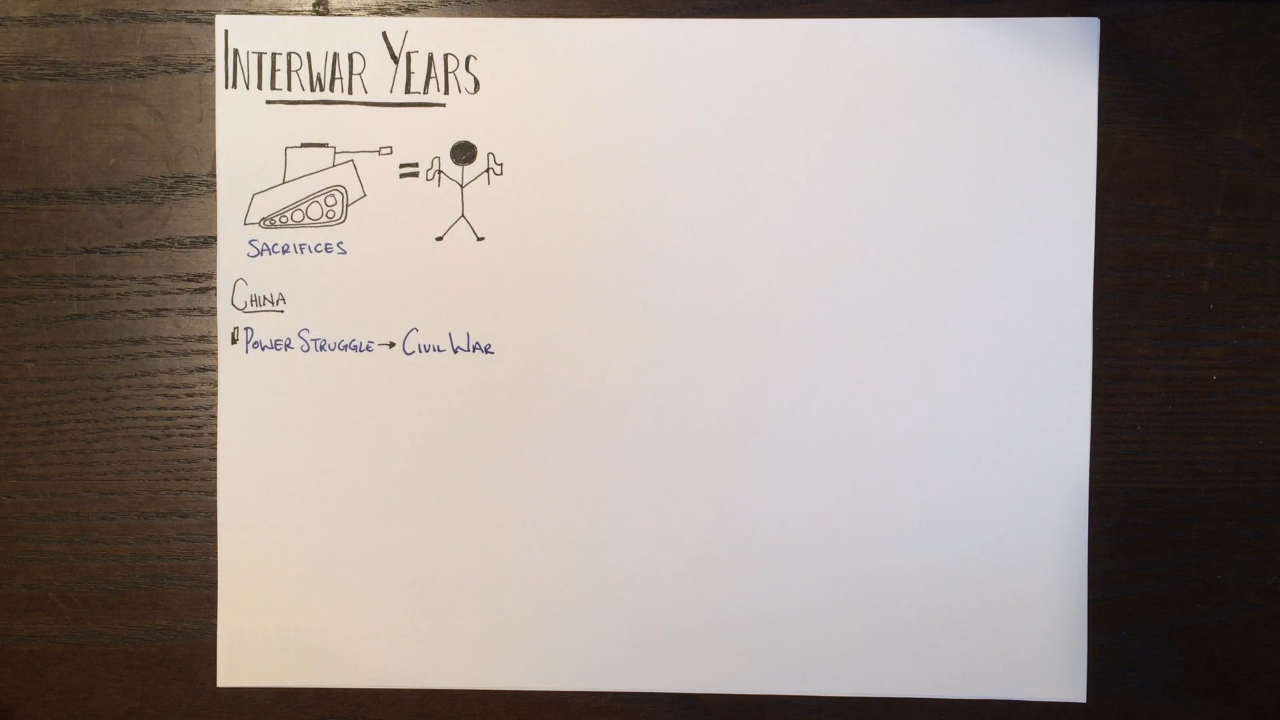 INTERWAR YEARS
=
SACRIFICES
CHINA
POWER STRUGGLE → CIVIL WAR